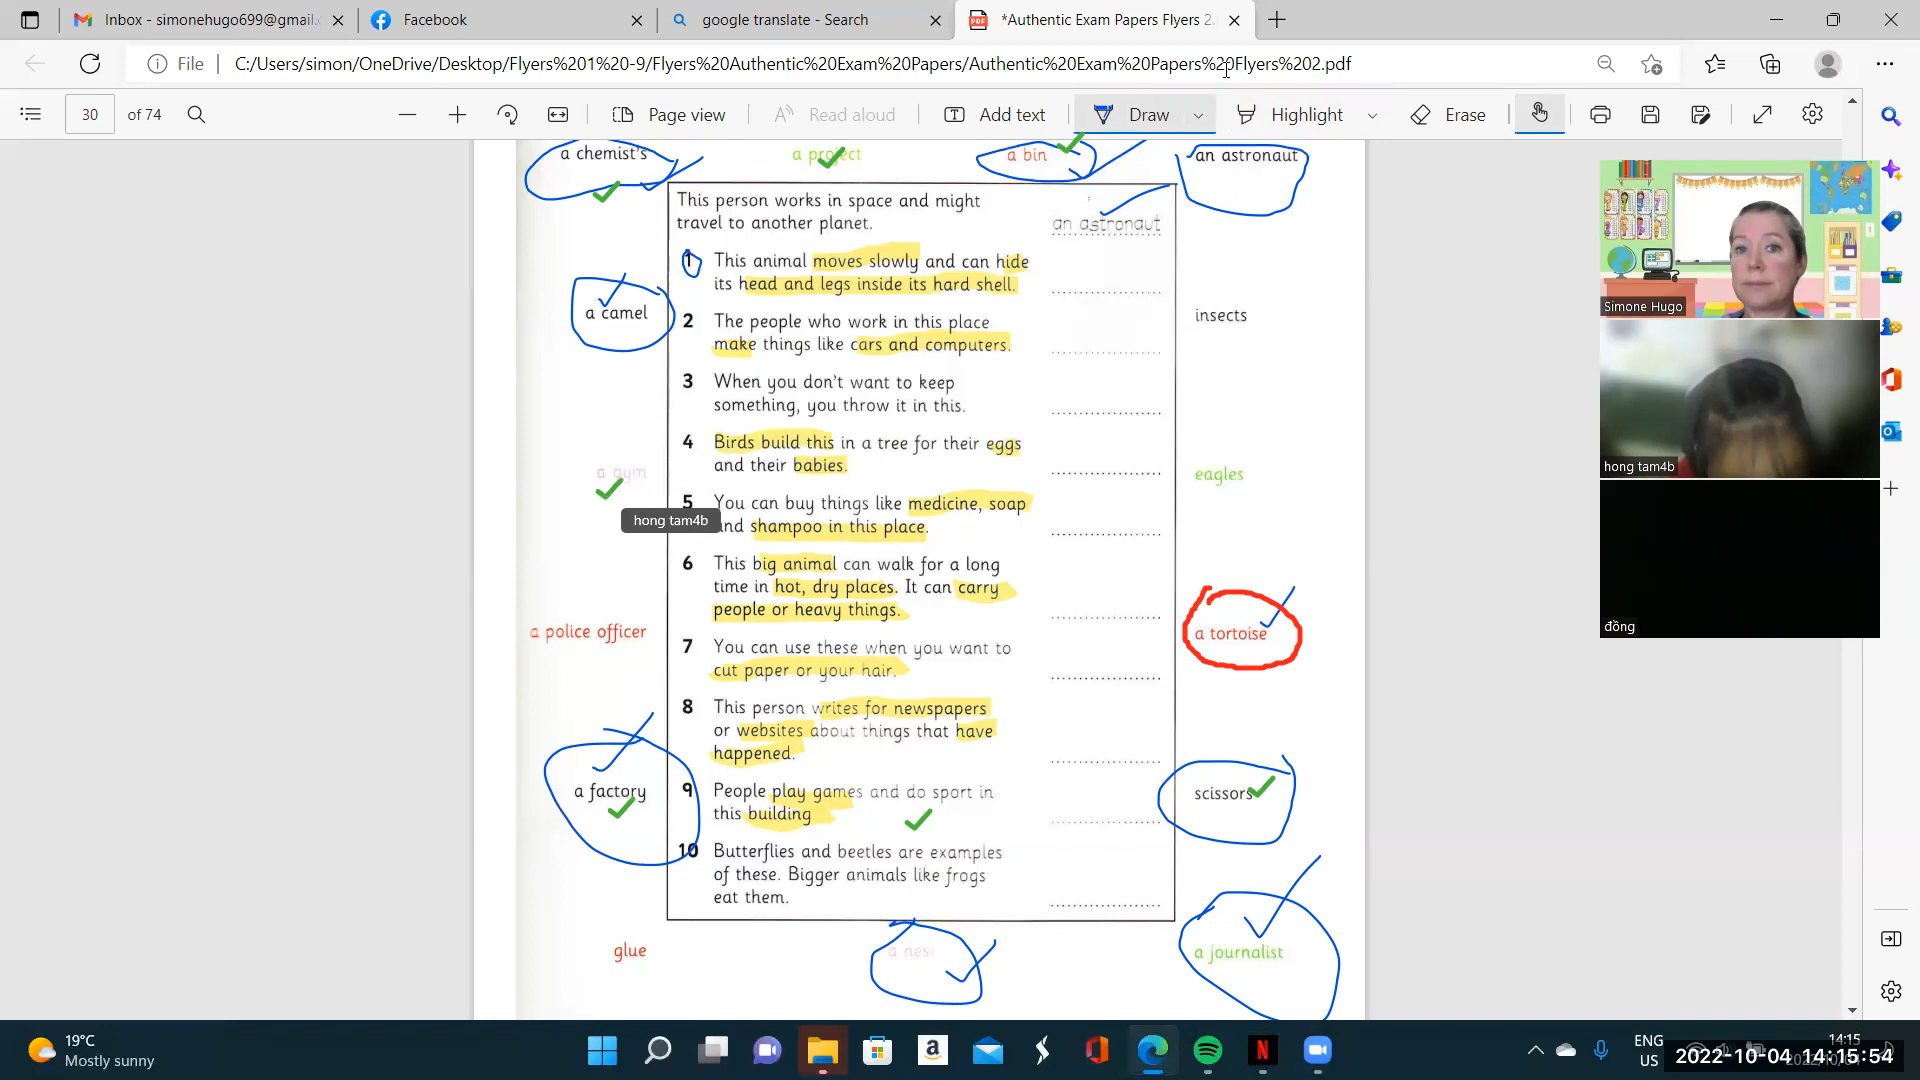 Inbox - simonehugo699@gmail.
Facebook
google translate - Search
*Authentic Exam Papers Flyers 2.
File
C:/Users/simon/OneDrive/Desktop/Flyers%201%20-9/Flyers%20Authentic%20Exam%20Papers/Authentic%20Exam%20Papers%20Flyers%202.pdf
30 of 74
Page view
Read aloud
Add text
Draw
Highlight
Erase
a chemist's
a project
a bin
an astronaut
This person works in space and might
travel to another planet.
an astronaut
1 This animal moves slowly and can hide
its head and legs inside its hard shell.
a camel
2 The people who work in this place
make things like cars and computers.
insects
3 When you don't want to keep
something, you throw it in this.
4 Birds build this in a tree for their eggs
and their babies.
a gym
eagles
5 You can buy things like medicine, soap
and shampoo in this place.
hong tam4b
6 This big animal can walk for a long
time in hot, dry places. It can carry
people or heavy things.
a police officer
a tortoise
7 You can use these when you want to
cut paper or your hair.
8 This person writes for newspapers
or websites about things that have
happened.
a factory
9 People play games and do sport in
this building
scissors
10 Butterflies and beetles are examples
of these. Bigger animals like frogs
eat them.
glue
a nest
a journalist
Simone Hugo
hong tam4b
đồng
19°C
Mostly sunny
ENG
US
14:15
2022-10-04 14:15:54